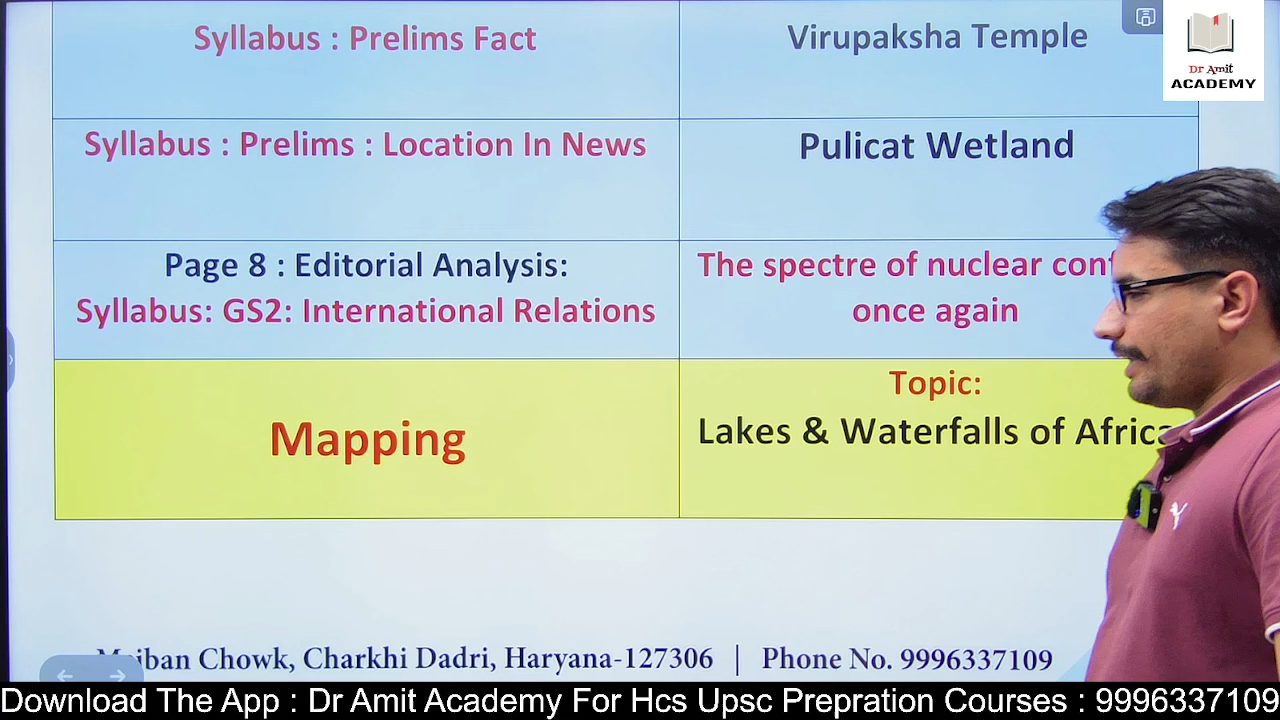 Syllabus : Prelims Fact
Virupaksha Temple
Syllabus : Prelims : Location In News
Pulicat Wetland
Page 8 : Editorial Analysis:
Syllabus: GS2: International Relations
The spectre of nuclear
once again
Mapping
Topic:
Lakes & Waterfalls of Africa
Chowk, Charkhi Dadri, Haryana-127306 | Phone No. 9996337109
Dr Amit
ACADEMY
Download The App : Dr Amit Academy For Hcs Upsc Prepration Courses : 9996337109